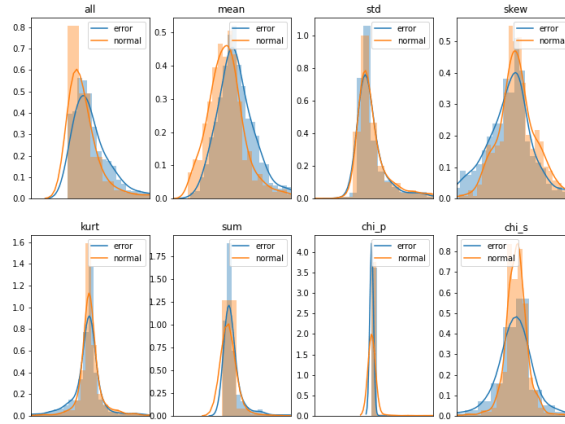 all mean std skew
0.8 0.7 0.6 0.5 0.4 0.3 0.2 0.1 0.0
error
normal
0.5 0.4 0.3 0.2 0.1 0.0
error
normal
1.0 0.8 0.6 0.4 0.2 0.0
error
normal
0.5 0.4 0.3 0.2 0.1 0.0
error
normal
kurt sum chi_p chi_s
1.6 1.4 1.2 1.0 0.8 0.6 0.4 0.2 0.0
error
normal
1.75 1.50 1.25 1.00 0.75 0.50 0.25 0.00
error
normal
4.0 3.5 3.0 2.5 2.0 1.5 1.0 0.5 0.0
error
normal
0.8 0.7 0.6 0.5 0.4 0.3 0.2 0.1 0.0
error
normal